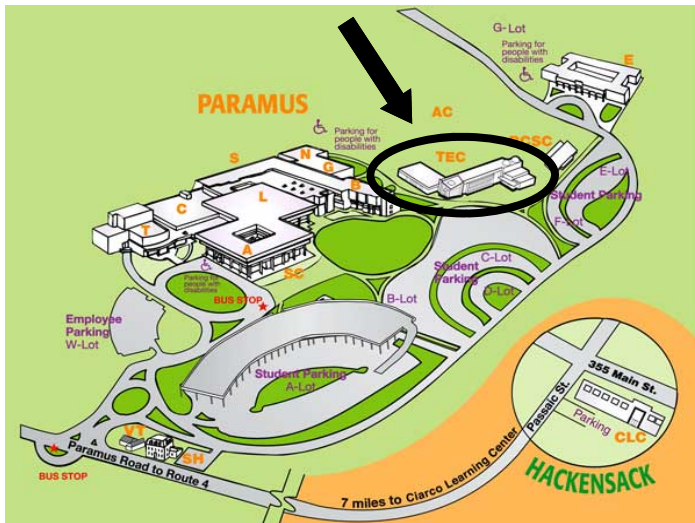 G-Lot
Parking for
people with
disabilities
E
PARAMUS
AC
Parking for
people with
disabilities
N
S
G
TEC
BCSC
B
L
E-Lot
Student Parking
C
F-Lot
T
A
SC
C-Lot
Student
Parking
D-Lot
Parking for
people with
disabilities
BUS STOP
B-Lot
Employee
Parking
W-Lot
Student Parking
A-Lot
355 Main St.
Passaic St.
Parking
CLC
HACKENSACK
VT
SH
BUS STOP
Paramus Road to Route 4
7 miles to Ciarco Learning Center